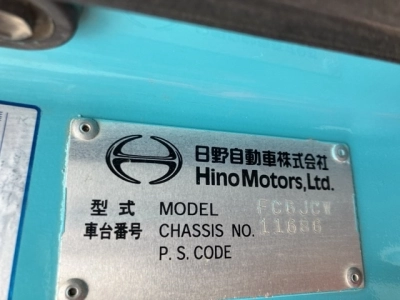 日野自動車株式会社
Hino Motors, Ltd.
型式 MODEL FC6JCW
車台番号 CHASSIS NO. 11686
P. S. CODE